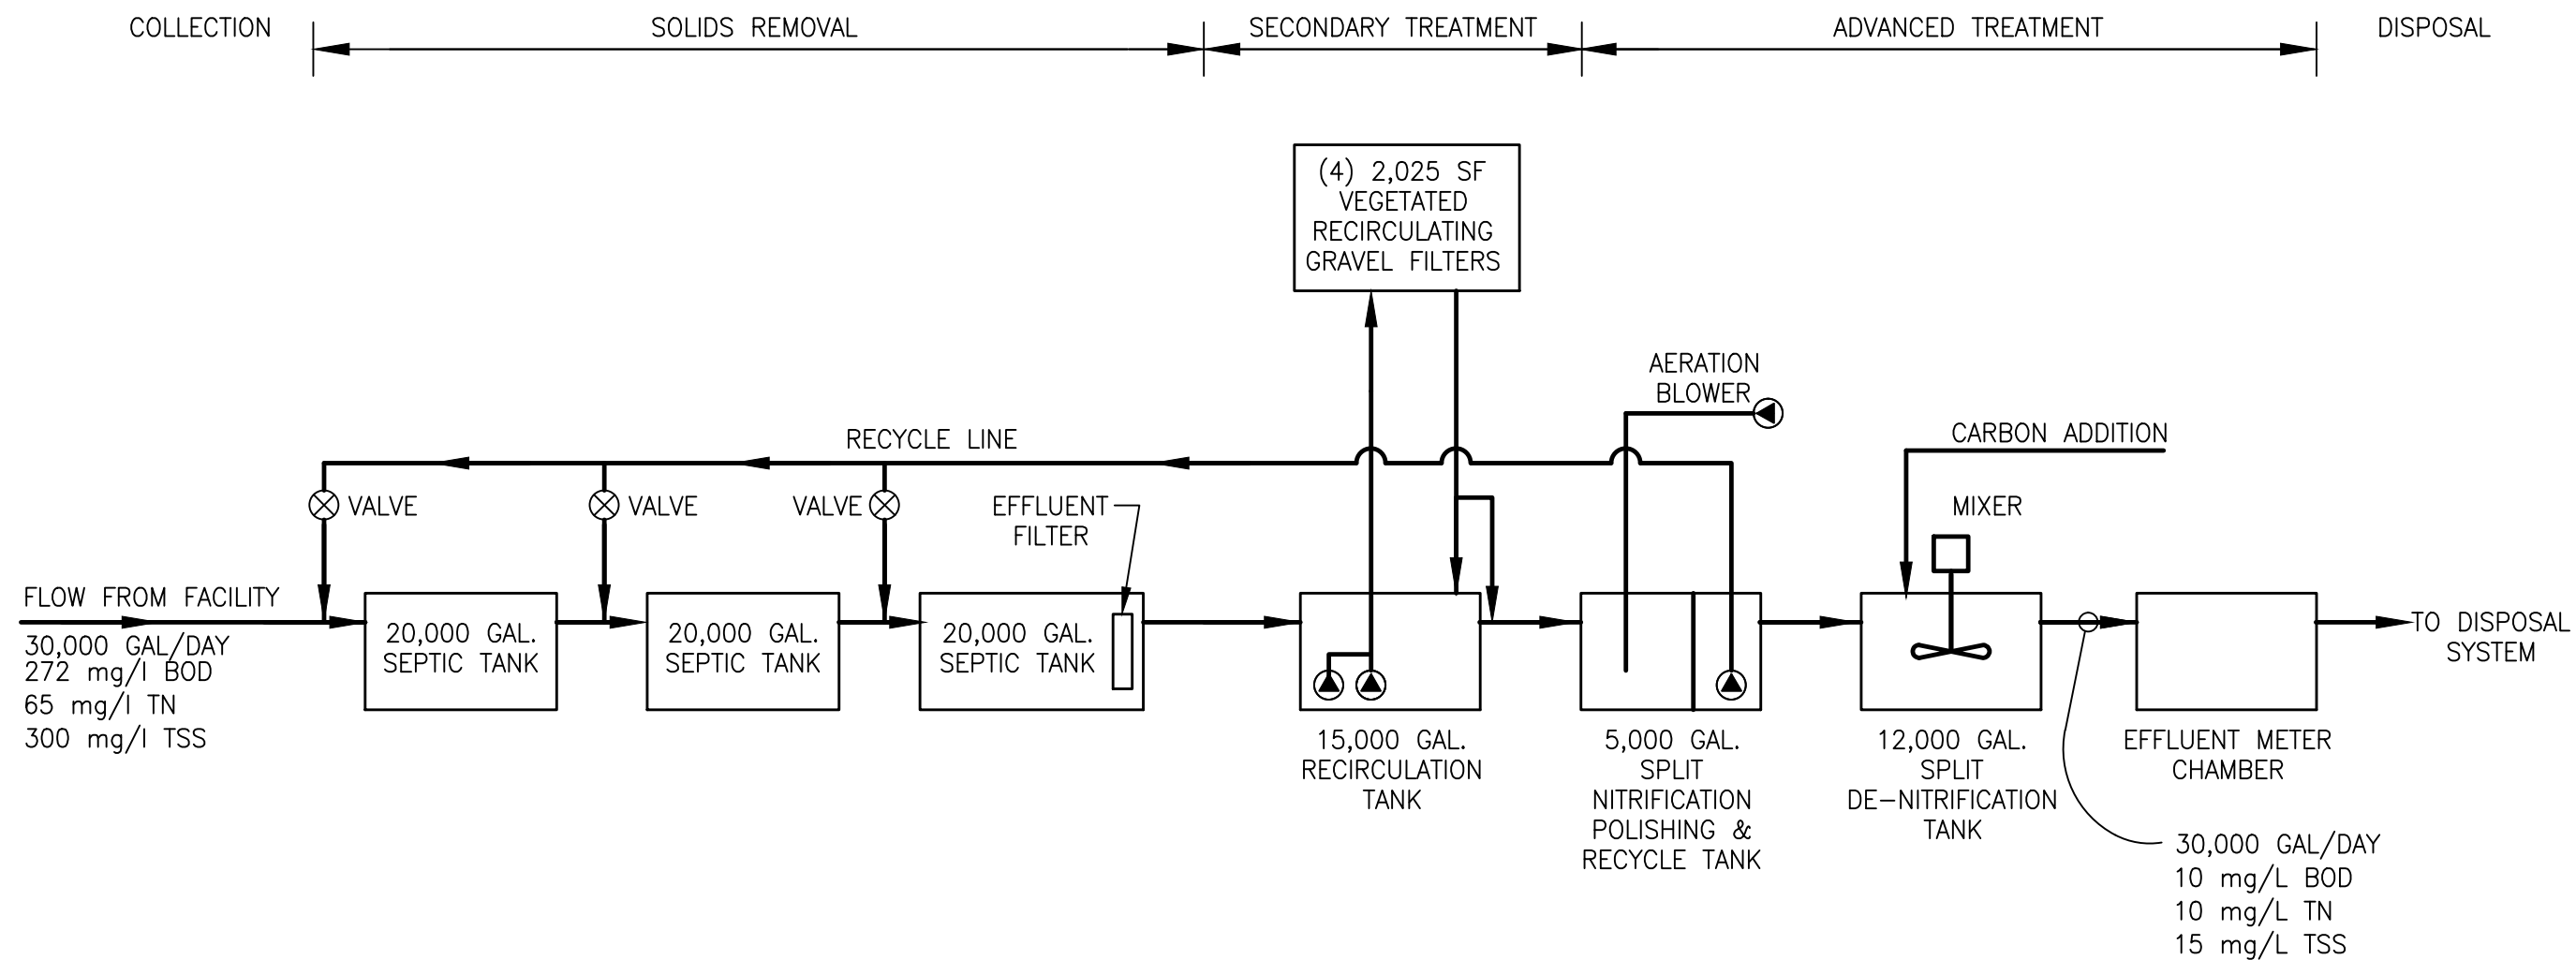 COLLECTION
SOLIDS REMOVAL
SECONDARY TREATMENT
ADVANCED TREATMENT
DISPOSAL
(4) 2,025 SF
VEGETATED
RECIRCULATING
GRAVEL FILTERS
AERATION
BLOWER
RECYCLE LINE
CARBON ADDITION
VALVE
VALVE
VALVE
EFFLUENT
FILTER
MIXER
FLOW FROM FACILITY
30,000 GAL/DAY
272 mg/l BOD
65 mg/l TN
300 mg/l TSS
20,000 GAL.
SEPTIC TANK
20,000 GAL.
SEPTIC TANK
20,000 GAL.
SEPTIC TANK
TO DISPOSAL
SYSTEM
15,000 GAL.
RECIRCULATION
TANK
5,000 GAL.
SPLIT
NITRIFICATION
POLISHING &
RECYCLE TANK
12,000 GAL.
SPLIT
DE-NITRIFICATION
TANK
EFFLUENT METER
CHAMBER
30,000 GAL/DAY
10 mg/L BOD
10 mg/L TN
15 mg/L TSS